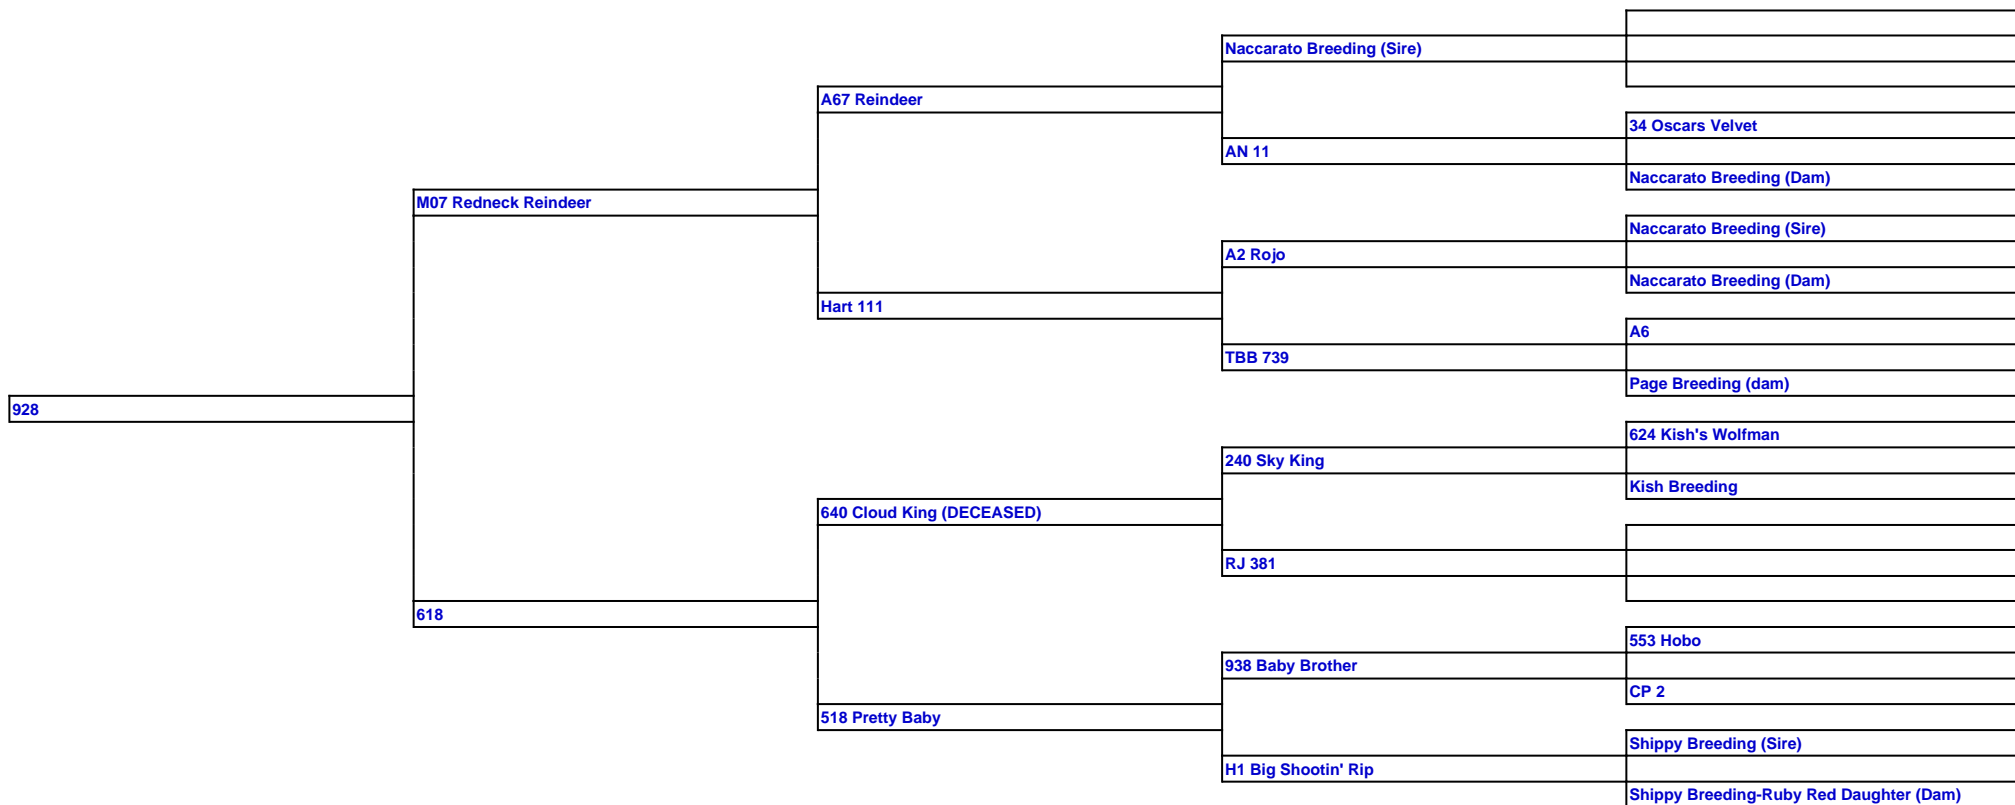 Naccarato Breeding (Sire)
A67 Reindeer
34 Oscars Velvet
AN 11
Naccarato Breeding (Dam)
M07 Redneck Reindeer
Naccarato Breeding (Sire)
A2 Rojo
Naccarato Breeding (Dam)
Hart 111
A6
TBB 739
Page Breeding (dam)
928
624 Kish's Wolfman
240 Sky King
Kish Breeding
640 Cloud King (DECEASED)
RJ 381
618
553 Hobo
938 Baby Brother
CP 2
518 Pretty Baby
Shippy Breeding (Sire)
H1 Big Shootin' Rip
Shippy Breeding-Ruby Red Daughter (Dam)